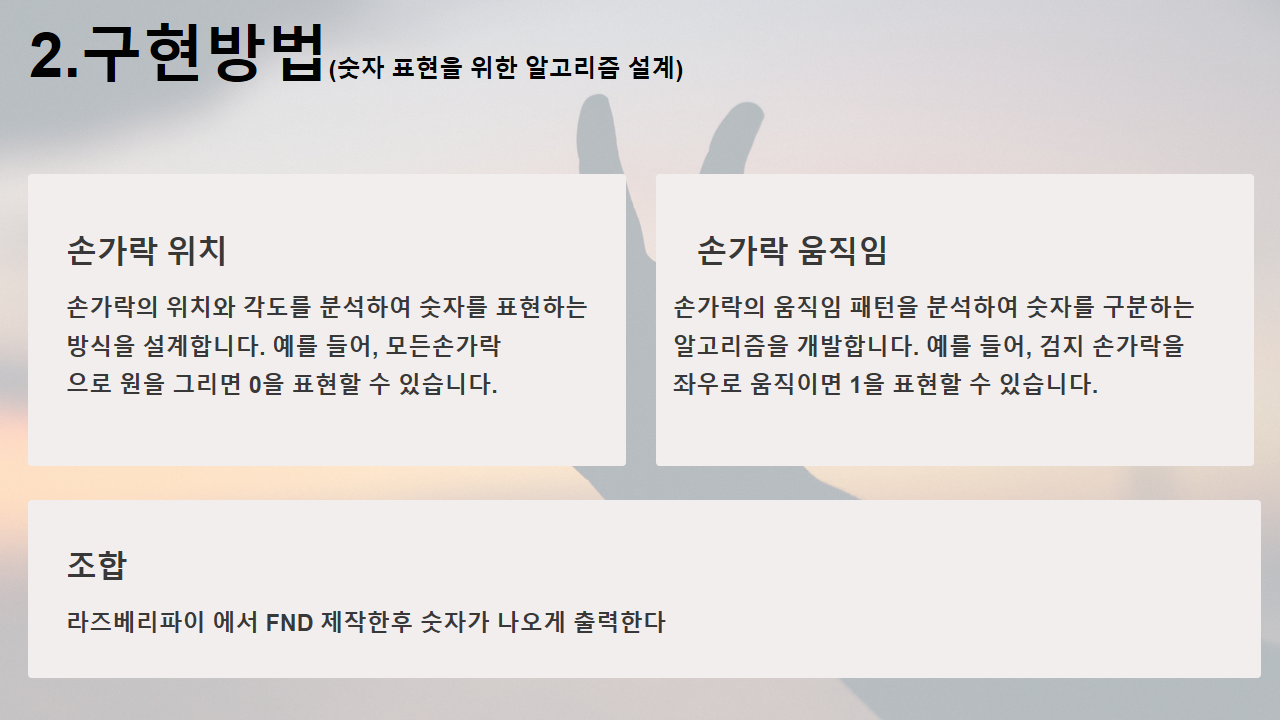 2.구현방법(숫자 표현을 위한 알고리즘 설계)
손가락 위치
손가락의 위치와 각도를 분석하여 숫자를 표현하는
방식을 설계합니다. 예를 들어, 모든손가락
으로 원을 그리면 0을 표현할 수 있습니다.
손가락 움직임
손가락의 움직임 패턴을 분석하여 숫자를 구분하는
알고리즘을 개발합니다. 예를 들어, 검지 손가락을
좌우로 움직이면 1을 표현할 수 있습니다.
조합
라즈베리파이 에서 FND 제작한후 숫자가 나오게 출력한다